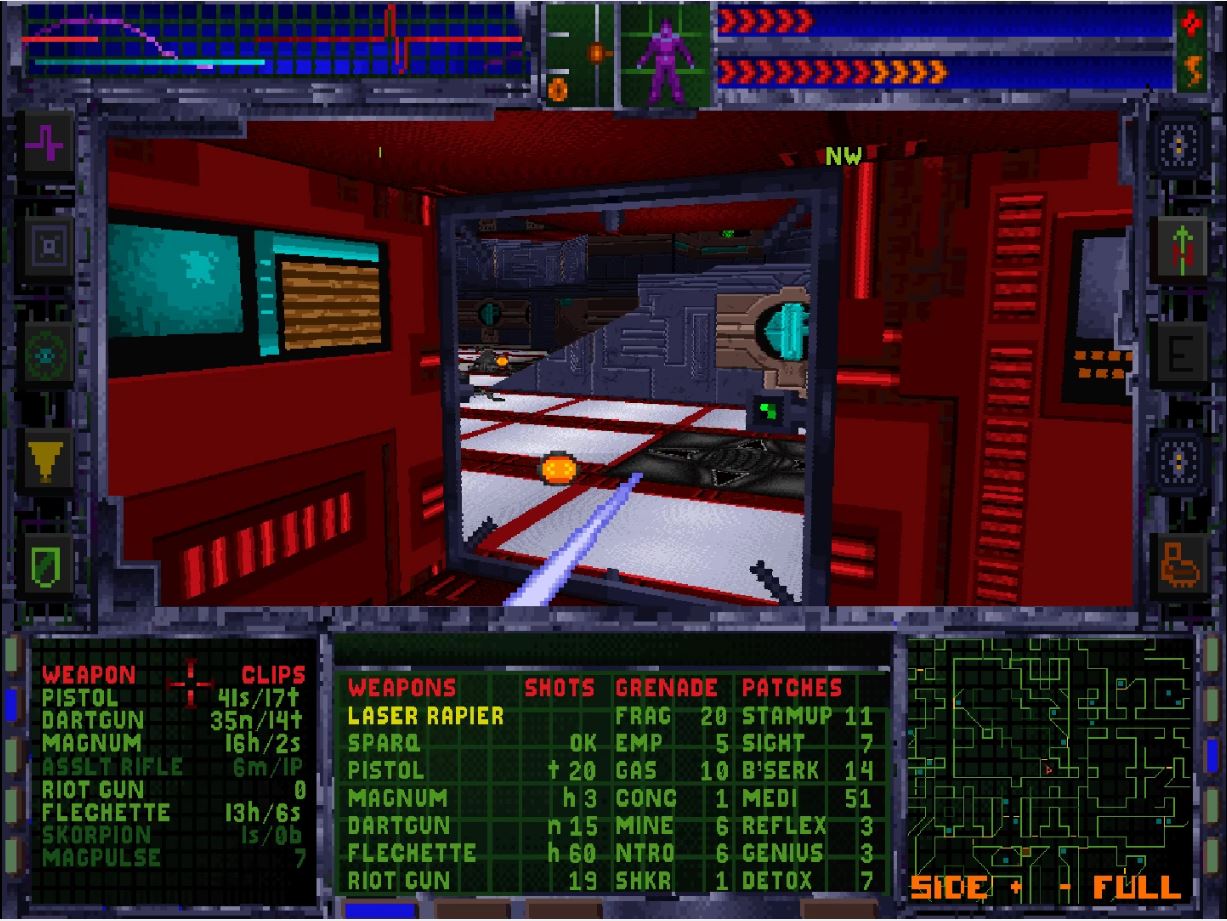 NW
N
E
WEAPON CLIPS
PISTOL 41s/17t
DARTGUN 35n/14t
MAGNUM 16h/2s
ASSLT RIFLE 6m/1P
RIOT GUN 0
FLECHETTE 13h/6s
SKORPION 1s/0b
MAGPULSE 7
WEAPONS SHOTS GRENADE PATCHES
LASER RAPIER FRAG 20 STAMUP 11
SPARQ OK EMP 5 SIGHT 7
PISTOL t 20 GAS 10 B'SERK 14
MAGNUM h 3 CONC 1 MEDI 51
DARTGUN n 15 MINE 6 REFLEX 3
FLECHETTE h 60 NTRO 6 GENIUS 3
RIOT GUN 19 SHKR 1 DETOX 7
SIDE + - FULL